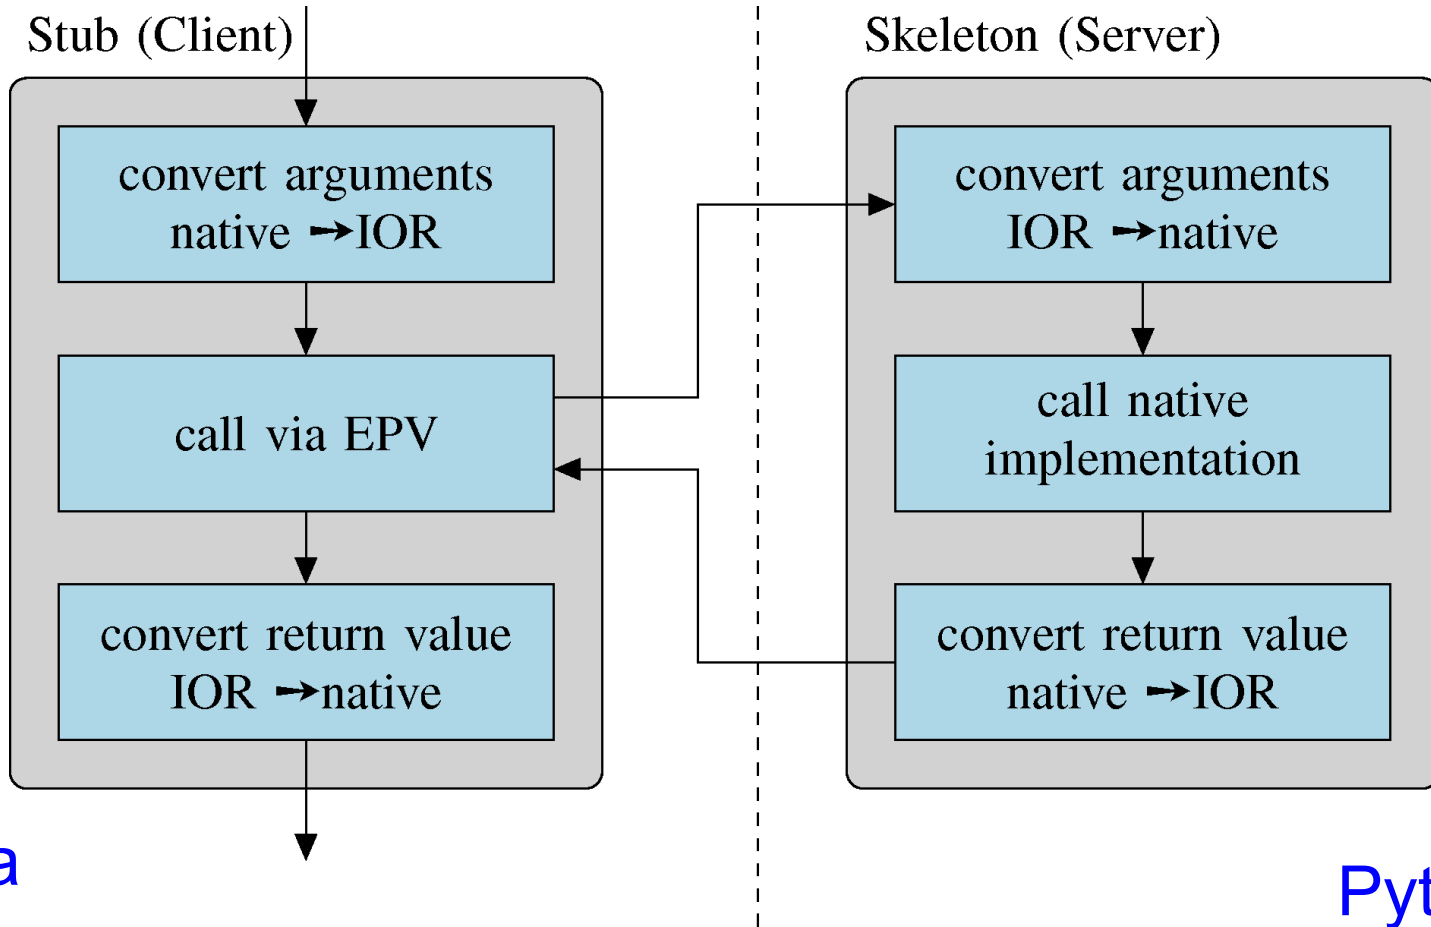 Stub (Client)
convert arguments
native →IOR
call via EPV
convert return value
IOR →native
Skeleton (Server)
convert arguments
IOR →native
call native
implementation
convert return value
native →IOR
a
Pyt